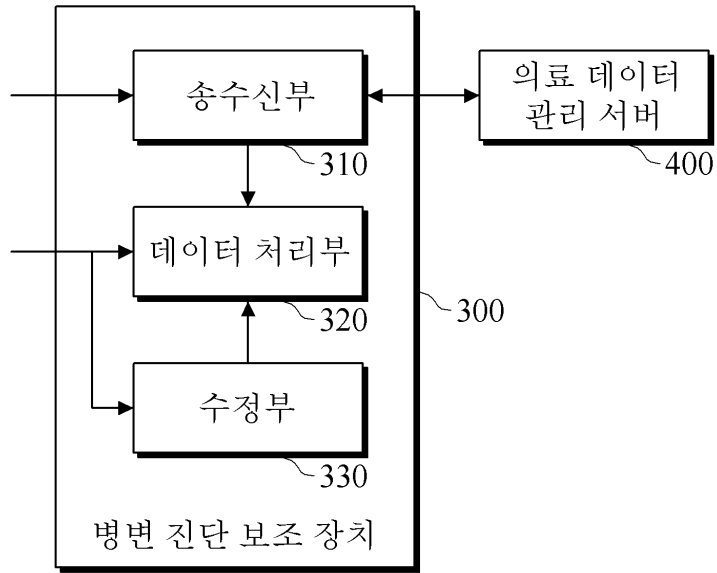 송수신부
310
의료 데이터
관리 서버
400
데이터 처리부
320
300
수정부
330
병변 진단 보조 장치